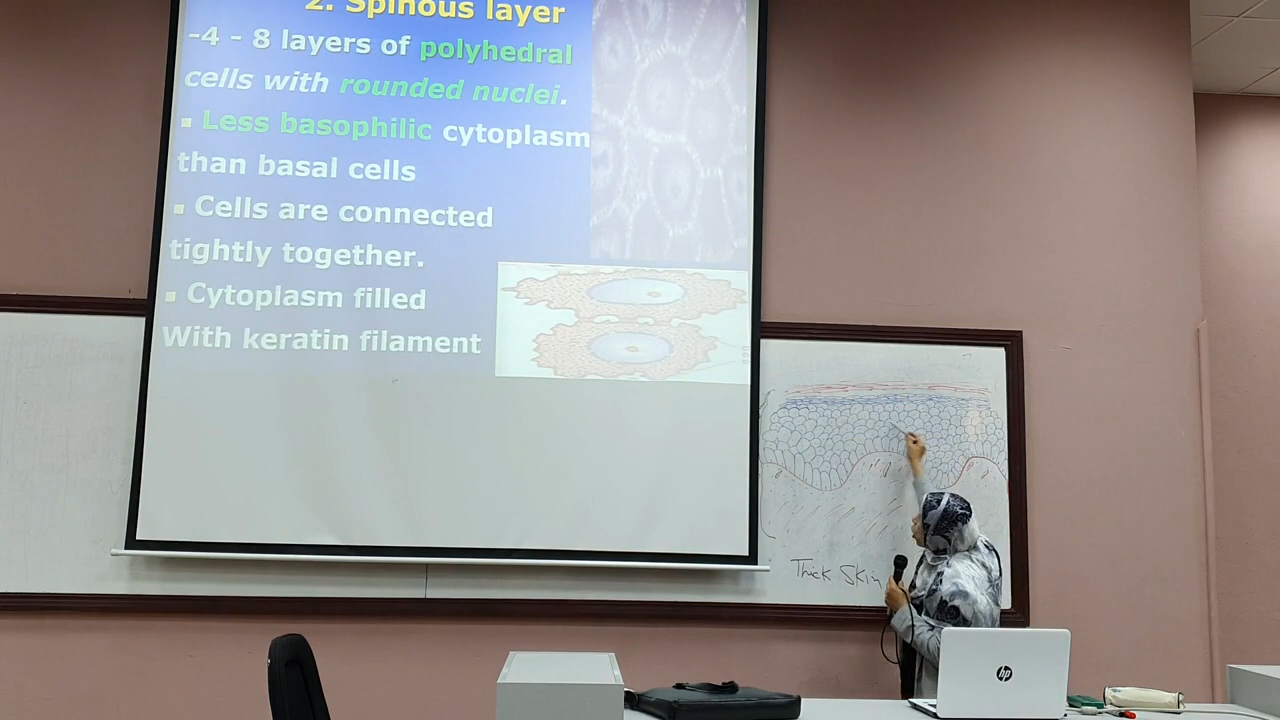 2. Spinous layer
-4 - 8 layers of polyhedral
cells with rounded nuclei.
▪ Less basophilic cytoplasm
than basal cells
▪ Cells are connected
tightly together.
▪ Cytoplasm filled
With keratin filament
Thick Skin
hp